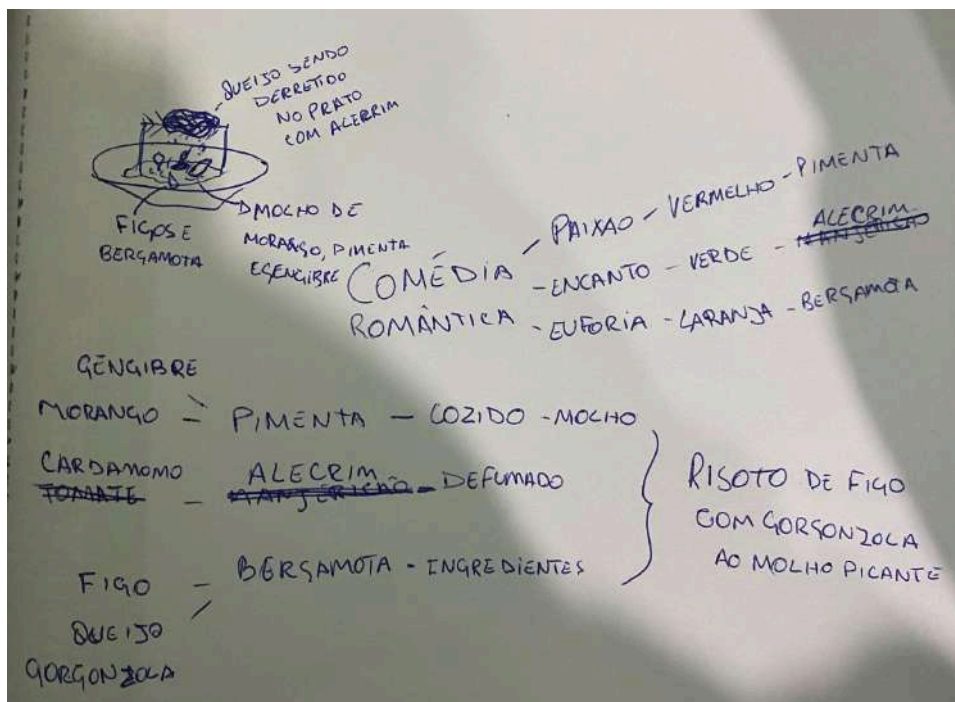 QUEIJO SENDO
DERRETIDO
NO PRATO
COM ALERRIM
FIGOS E
BERGAMOTA
MOLHO DE
MORANGO, PIMENTA
E GENGIBRE
COMÉDIA
ROMÂNTICA
- PAIXAO - VERMELHO - PIMENTA
- ENCANTO - VERDE - ALECRIM MANJERICÃO
- EUFORIA - LARANJA - BERGAMOTA
GENGIBRE
MORANGO - PIMENTA - COZIDO - MOLHO
CARDAMOMO ALECRIM
TOMATE - MANJERICÃO - DEFUMADO
FIGO - BERGAMOTA - INGREDIENTES
QUEIJO
GORGONZOLA
RISOTO DE FIGO
COM GORGONZOLA
AO MOLHO PICANTE